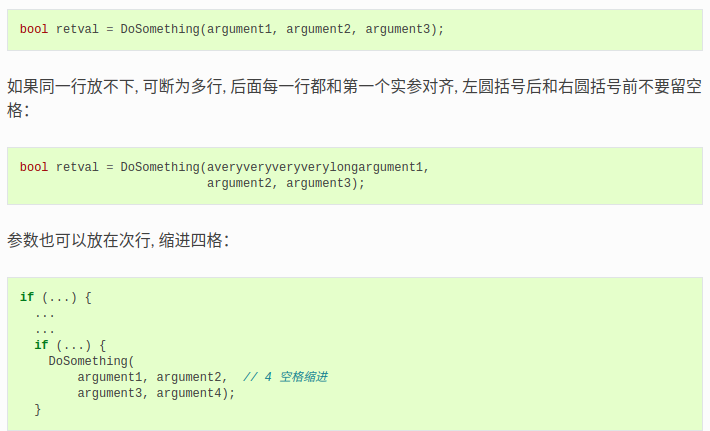 bool retval = DoSomething(argument1, argument2, argument3);
如果同一行放不下, 可断为多行, 后面每一行都和第一个实参对齐, 左圆括号后和右圆括号前不要留空
格：
bool retval = DoSomething(averyveryveryverylongargument1,
                          argument2, argument3);
参数也可以放在次行, 缩进四格：
if (...) {
  ...
  ...
  if (...) {
    DoSomething(
        argument1, argument2,  // 4 空格缩进
        argument3, argument4);
  }